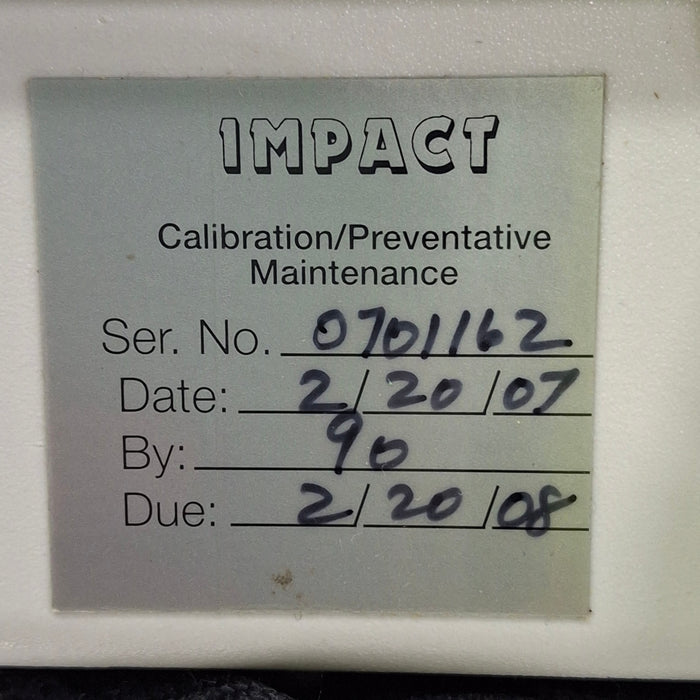 IMPACT
Calibration/Preventative
Maintenance
Ser. No. 0701162
Date: 2/20/07
By: 90
Due: 2/20/08